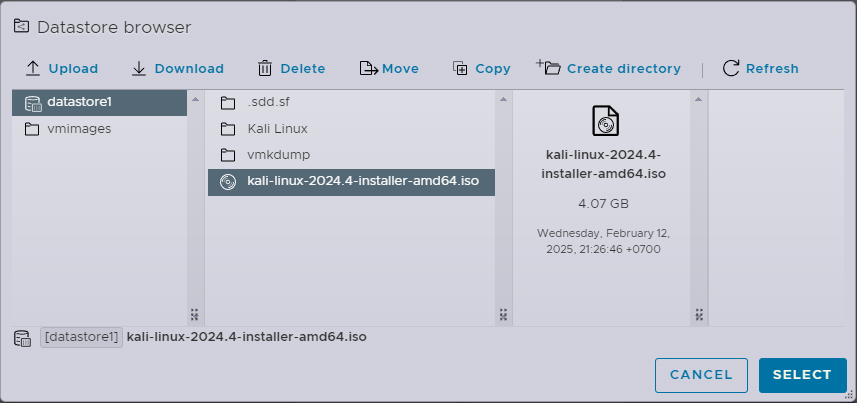 Datastore browser
Upload
Download
Delete
Move
Copy
Create directory
Refresh
datastore1
vmimages
.sdd.sf
Kali Linux
vmkdump
kali-linux-2024.4-installer-amd64.iso
kali-linux-2024.4-
installer-amd64.iso
4.07 GB
Wednesday, February 12,
2025, 21:26:46 +0700
[datastore1] kali-linux-2024.4-installer-amd64.iso
CANCEL
SELECT